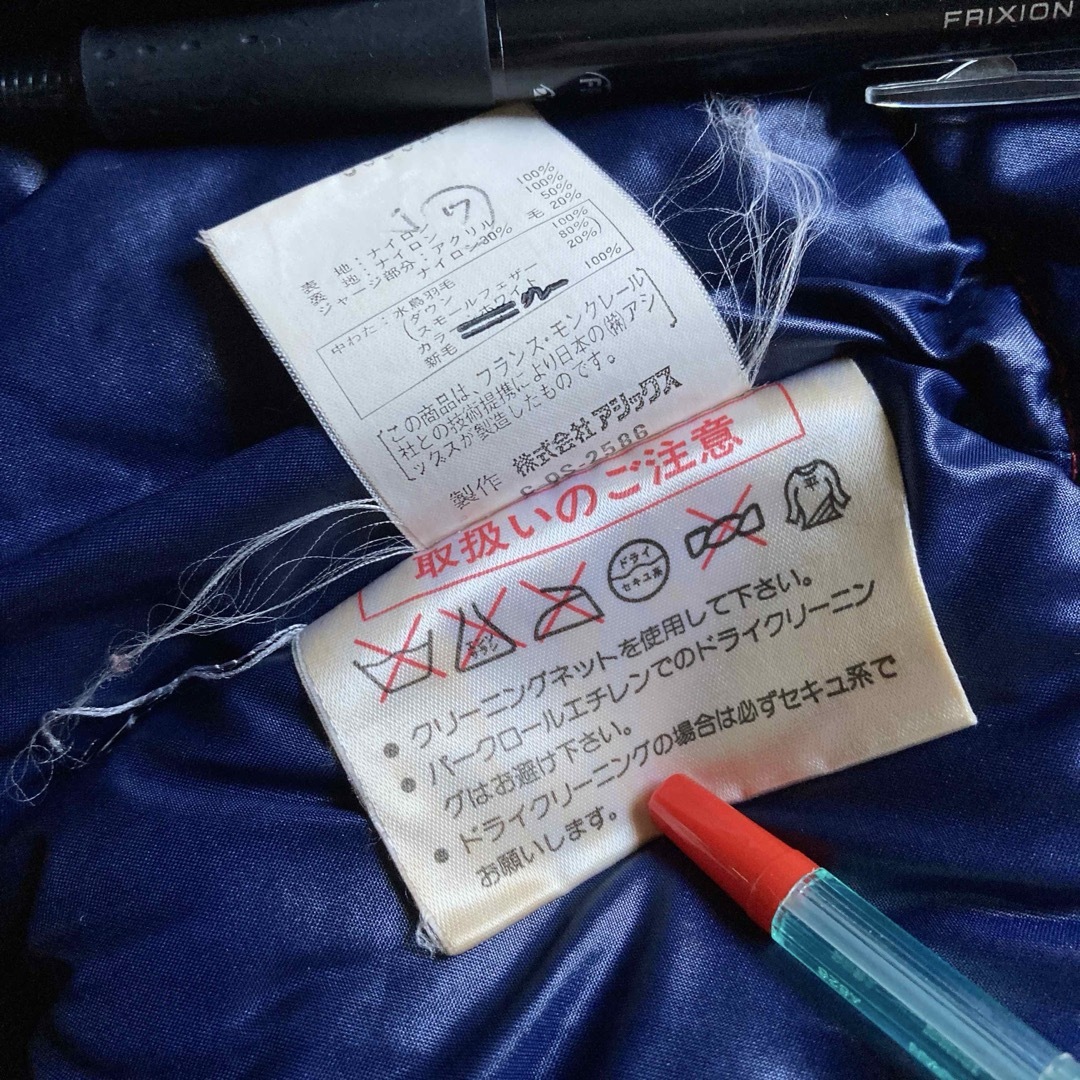 FRIXION
J ワ
表地：ナイロン 100%
裏地：ナイロン 100%
ジャージ部分：アクリル 50% 毛 20%
ナイロン30%
中わた：水鳥羽毛 100%
(ダウン 80%
スモールフェザー 20%)
カラー
新毛 100%
この商品は、フランス・モンクレール
社との技術提携により日本の㈱アシ
ックスが製造したものです。
製作 株式会社アシックス
S PS-2586
取扱いのご注意
ドライ
セキユ系
• クリーニングネットを使用して下さい。
• パークロールエチレンでのドライクリーニン
グはお避け下さい。
• ドライクリーニングの場合は必ずセキユ系で
お願いします。